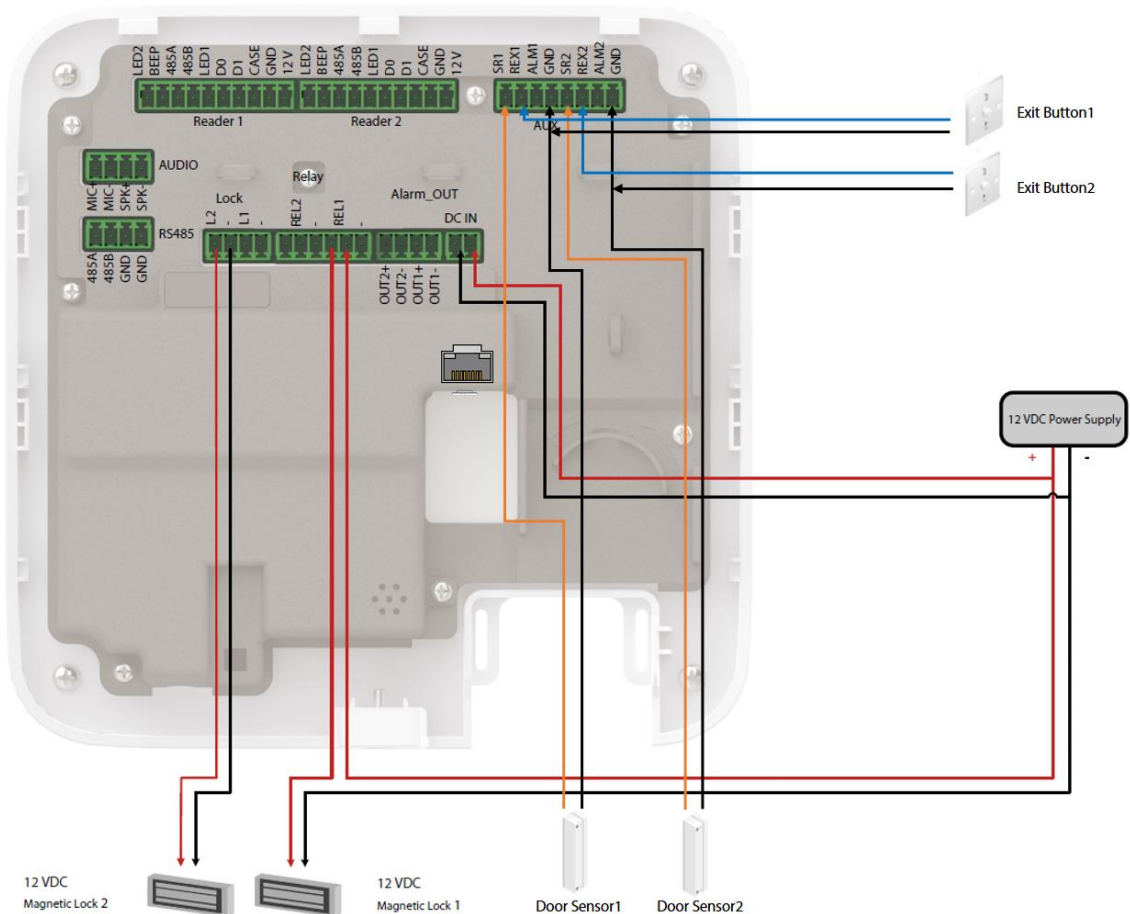 LED2 BEEP 485A 485B LED1 D0 D1 CASE GND 12 V LED2 BEEP 485A 485B LED1 D0 D1 CASE GND 12 V
SR1 REX1 ALM1 GND SR2 REX2 ALM2 GND
Reader 1
Reader 2
AUX
Exit Button1
AUDIO
MIC+ MIC- SPK+ SPK-
Relay
Exit Button2
Lock
Alarm_OUT
L2 - L1 -
REL2 - REL1 -
DC IN
RS485
485A 485B GND GND
OUT2+ OUT2- OUT1+ OUT1-
12 VDC Power Supply
+ -
12 VDC
Magnetic Lock 2
12 VDC
Magnetic Lock 1
Door Sensor1
Door Sensor2